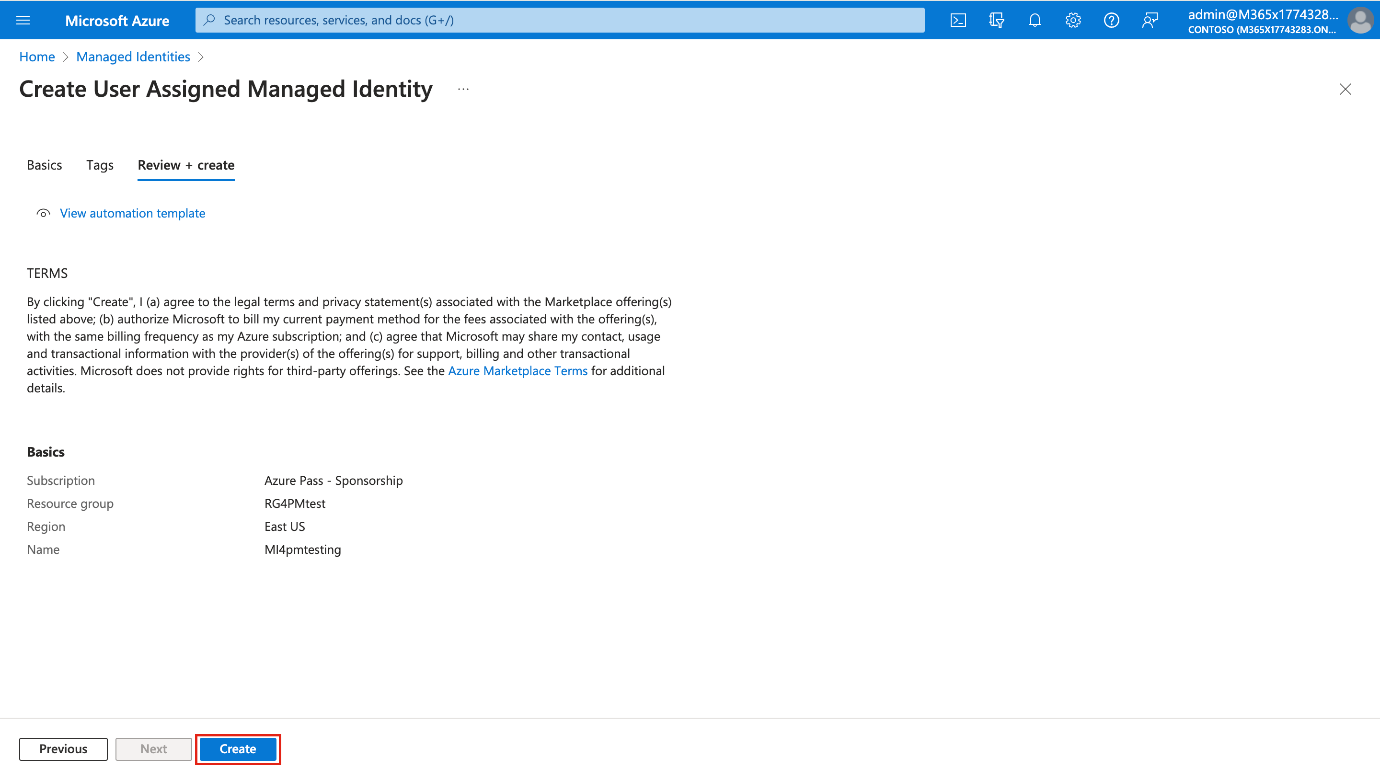 Microsoft Azure
Search resources, services, and docs (G+/)
admin@M365x1774328...
CONTOSO (M365X17743283.ON...
Home > Managed Identities >
Create User Assigned Managed Identity ...
Basics Tags Review + create
View automation template
TERMS
By clicking "Create", I (a) agree to the legal terms and privacy statement(s) associated with the Marketplace offering(s)
listed above; (b) authorize Microsoft to bill my current payment method for the fees associated with the offering(s),
with the same billing frequency as my Azure subscription; and (c) agree that Microsoft may share my contact, usage
and transactional information with the provider(s) of the offering(s) for support, billing and other transactional
activities. Microsoft does not provide rights for third-party offerings. See the Azure Marketplace Terms for additional
details.
Basics
Subscription Azure Pass - Sponsorship
Resource group RG4PMtest
Region East US
Name MI4pmtesting
Previous Next Create